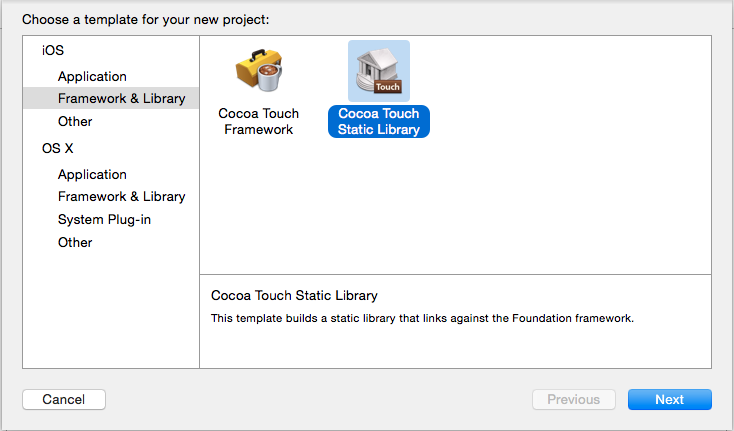 Choose a template for your new project:
iOS
Application
Framework & Library
Other
OS X
Application
Framework & Library
System Plug-in
Other
Cocoa Touch
Framework
Touch
Cocoa Touch
Static Library
Cocoa Touch Static Library
This template builds a static library that links against the Foundation framework.
Cancel
Previous
Next